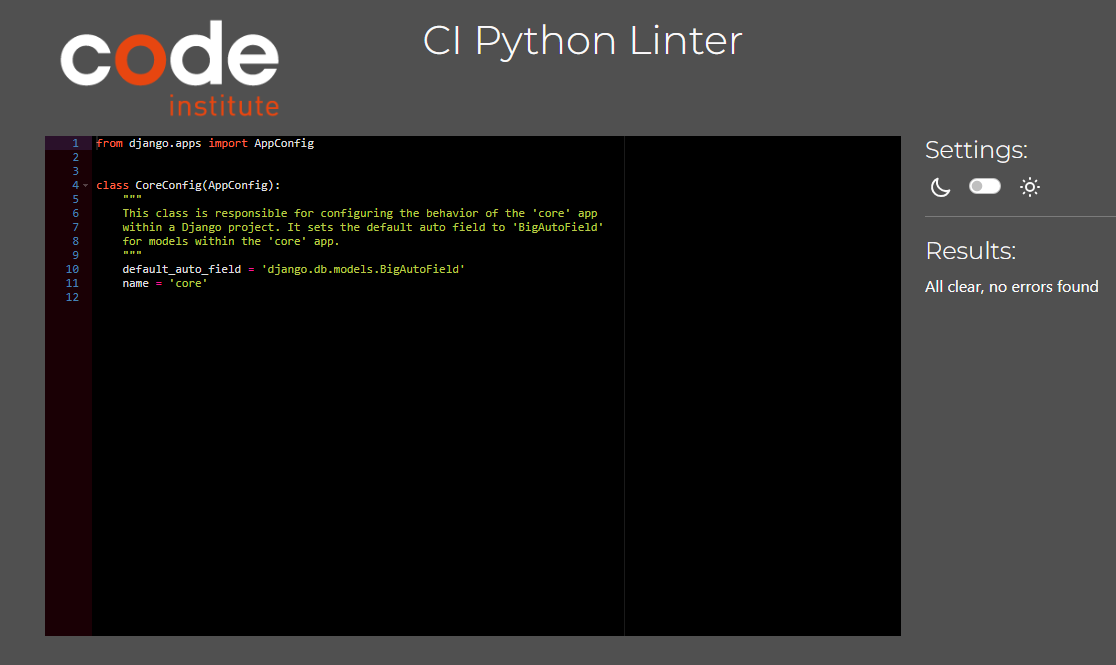 code
institute
CI Python Linter
1 from django.apps import AppConfig
2
3
4 class CoreConfig(AppConfig):
5     """
6     This class is responsible for configuring the behavior of the 'core' app
7     within a Django project. It sets the default auto field to 'BigAutoField'
8     for models within the 'core' app.
9     """
10     default_auto_field = 'django.db.models.BigAutoField'
11     name = 'core'
12
Settings:
Results:
All clear, no errors found